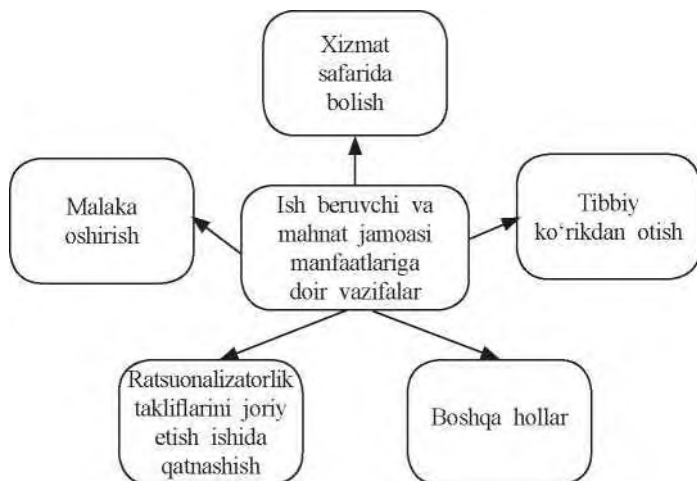 Xizmat
safarida
bolish
Malaka
oshirish
Ish beruvchi va
mahnat jamoasi
manfaatlariga
doir vazifalar
Tibbiy
ko‘rikdan otish
Ratsuonalizatorlik
takliflarini joriy
etish ishida
qatnashish
Boshqa hollar